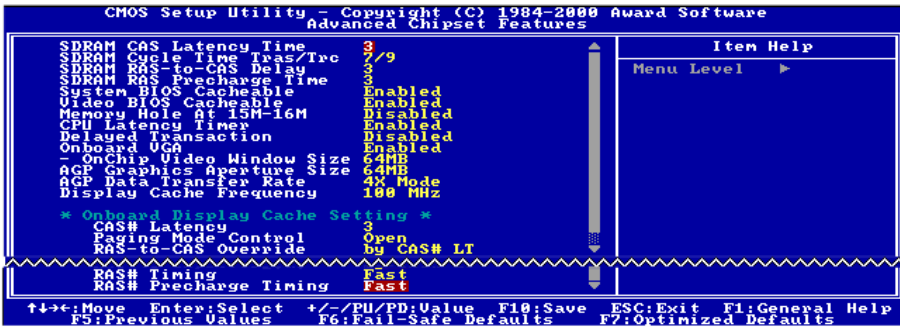 CMOS Setup Utility - Copyright (C) 1984-2000 Award Software
Advanced Chipset Features
SDRAM CAS Latency Time 3
SDRAM Cycle Time Tras/Trc 7/9
SDRAM RAS-to-CAS Delay 3
SDRAM RAS Precharge Time 3
System BIOS Cacheable Enabled
Video BIOS Cacheable Enabled
Memory Hole At 15M-16M Disabled
CPU Latency Timer Enabled
Delayed Transaction Disabled
Onboard VGA Enabled
- OnChip Video Window Size 64MB
AGP Graphics Aperture Size 64MB
AGP Data Transfer Rate 4X Mode
Display Cache Frequency 100 MHz
* Onboard Display Cache Setting *
CAS# Latency 3
Paging Mode Control Open
RAS-to-CAS Override by CAS# LT
RAS# Timing Fast
RAS# Precharge Timing Fast
Item Help
Menu Level ►
↑↓→←:Move Enter:Select +/-/PU/PD:Value F10:Save ESC:Exit F1:General Help
F5:Previous Values F6:Fail-Safe Defaults F7:Optimized Defaults